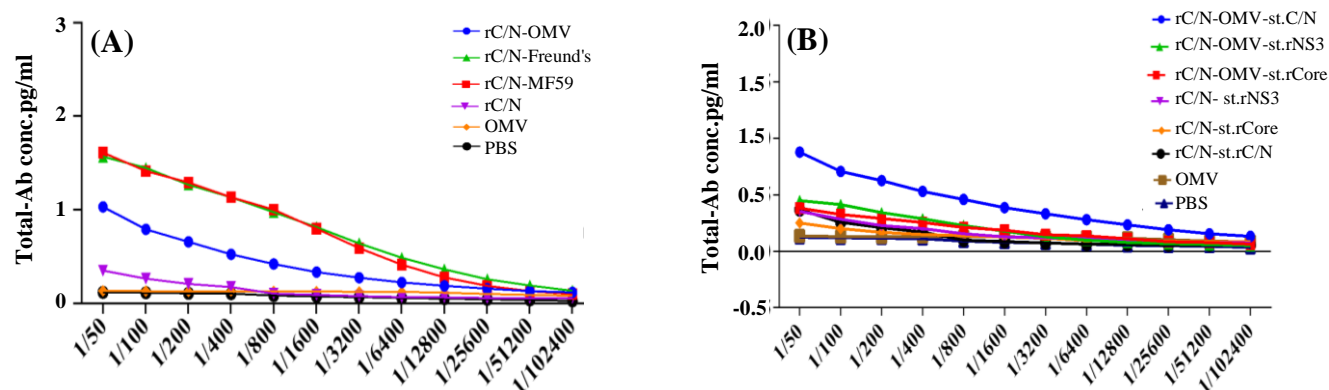 (A)
Total-Ab conc.pg/ml
3
2
1
0
rC/N-OMV
rC/N-Freund's
rC/N-MF59
rC/N
OMV
PBS
1/50
1/100
1/200
1/400
1/800
1/1600
1/3200
1/6400
1/12800
1/25600
1/51200
1/102400
(B)
Total-Ab conc.pg/ml
2.0
1.5
1.5
0.5
0.0
-0.5
rC/N-OMV-st.C/N
rC/N-OMV-st.rNS3
rC/N-OMV-st.rCore
rC/N- st.rNS3
rC/N-st.rCore
rC/N-st.rC/N
OMV
PBS
1/50
1/100
1/200
1/400
1/800
1/1600
1/3200
1/6400
1/12800
1/25600
1/51200
1/102400